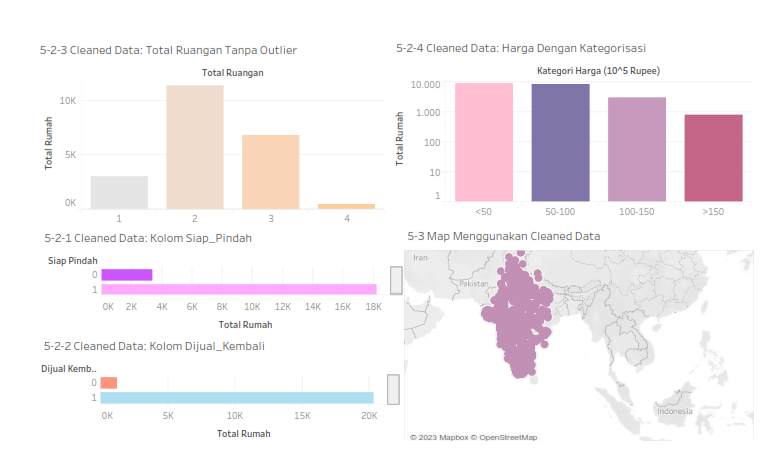 5-2-3 Cleaned Data: Total Ruangan Tanpa Outlier
Total Ruangan
Total Rumah
10K
5K
0K
1 2 3 4
5-2-4 Cleaned Data: Harga Dengan Kategorisasi
Kategori Harga (10^5 Rupee)
Total Rumah
10.000
1.000
100
10
1
<50 50-100 100-150 >150
5-2-1 Cleaned Data: Kolom Siap_Pindah
Siap Pindah
0
1
0K 2K 4K 6K 8K 10K 12K 14K 16K 18K
Total Rumah
5-2-2 Cleaned Data: Kolom Dijual_Kembali
Dijual Kemb..
0
1
0K 5K 10K 15K 20K
Total Rumah
5-3 Map Menggunakan Cleaned Data
Iran
Pakistan
Indonesia
© 2023 Mapbox © OpenStreetMap